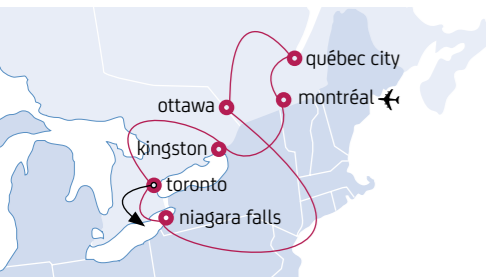 québec city
montréal
ottawa
kingston
toronto
niagara falls